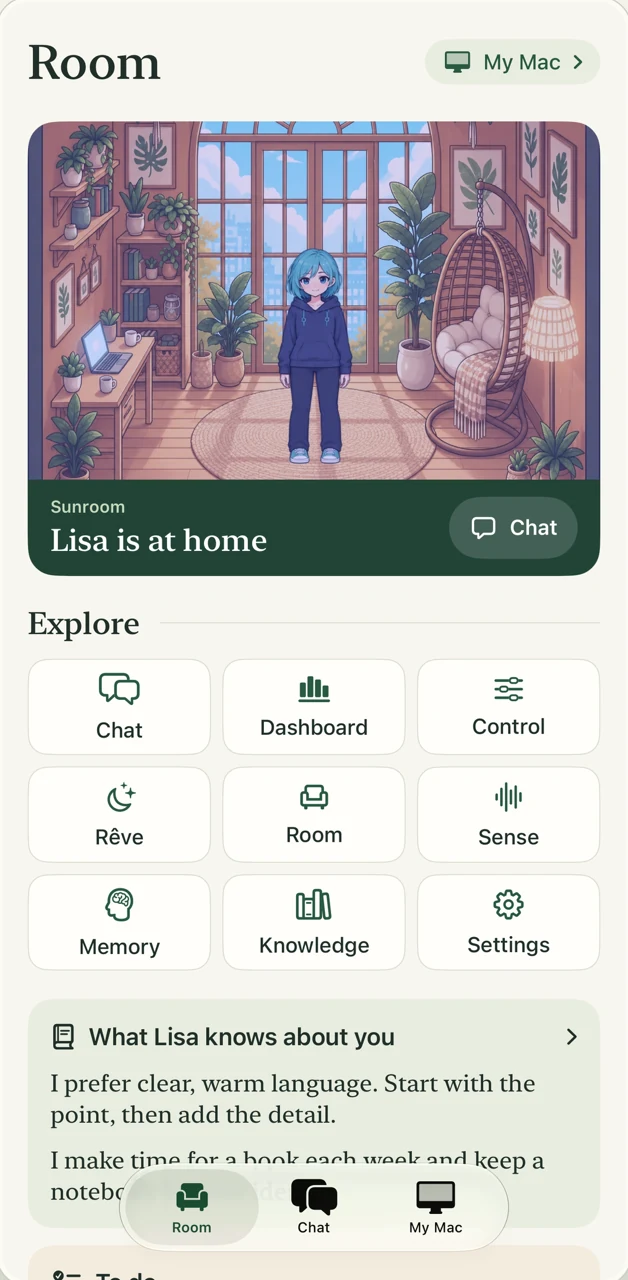 Room
My Mac
Sunroom
Lisa is at home
Chat
Explore
Chat
Dashboard
Control
Rêve
Room
Sense
Memory
Knowledge
Settings
What Lisa knows about you
I prefer clear, warm language. Start with the
point, then add the detail.
I make time for a book each week and keep a
Room
Chat
My Mac
To do